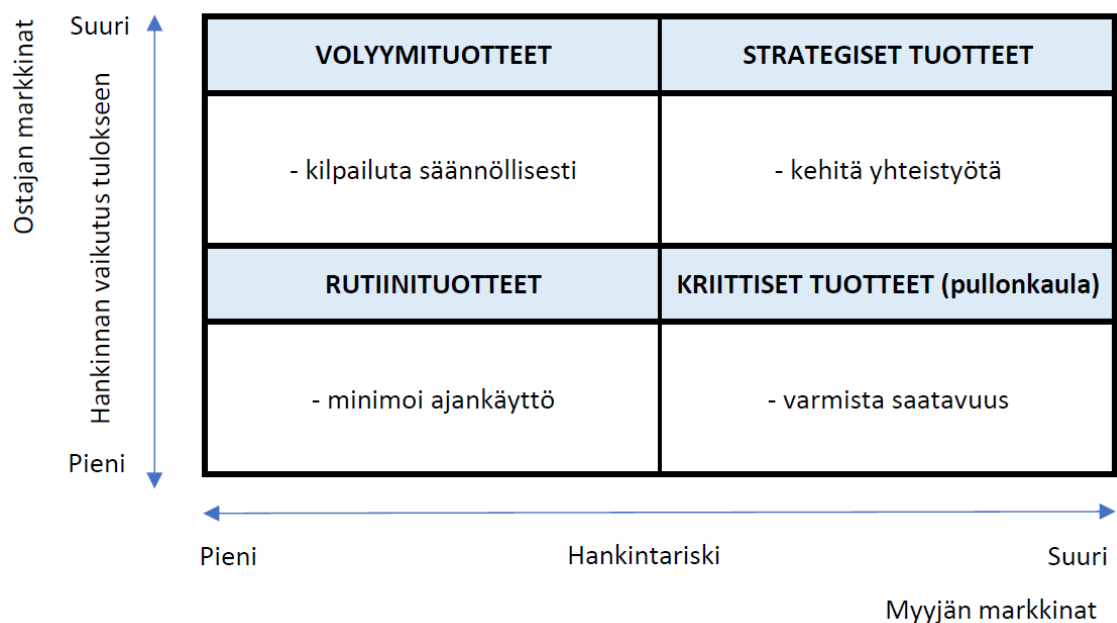 Ostajan markkinat
Hankinnan vaikutus tulokseen
Suuri
VOLYYMITUOTTEET
STRATEGISET TUOTTEET
- kilpailuta säännöllisesti
- kehitä yhteistyötä
RUTIINITUOTTEET
KRIITTISET TUOTTEET (pullonkaula)
- minimoi ajankäyttö
- varmista saatavuus
Pieni
Pieni
Hankintariski
Suuri
Myyjän markkinat